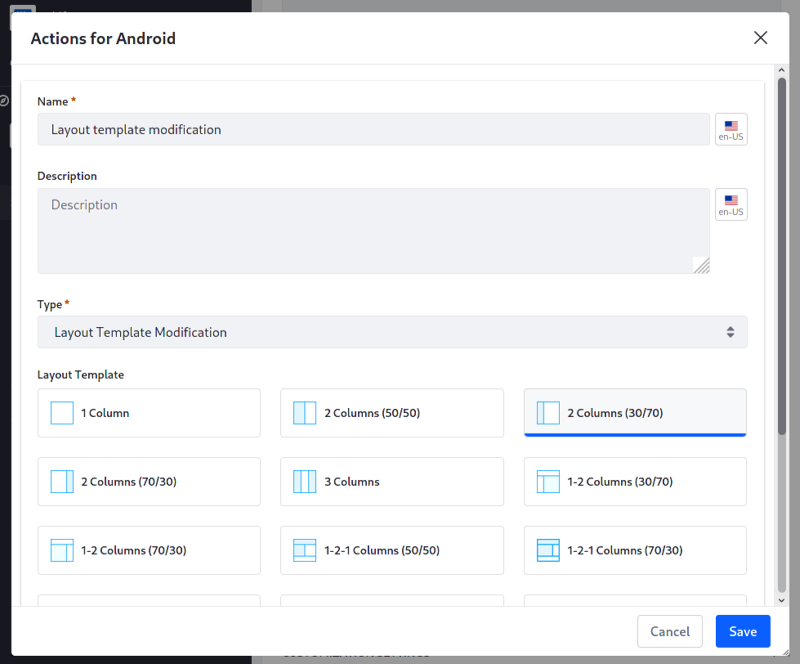 Actions for Android
Name *
Layout template modification
en-US
Description
Description
en-US
Type *
Layout Template Modification
Layout Template
1 Column
2 Columns (50/50)
2 Columns (30/70)
2 Columns (70/30)
3 Columns
1-2 Columns (30/70)
1-2 Columns (70/30)
1-2-1 Columns (50/50)
1-2-1 Columns (70/30)
Cancel
Save